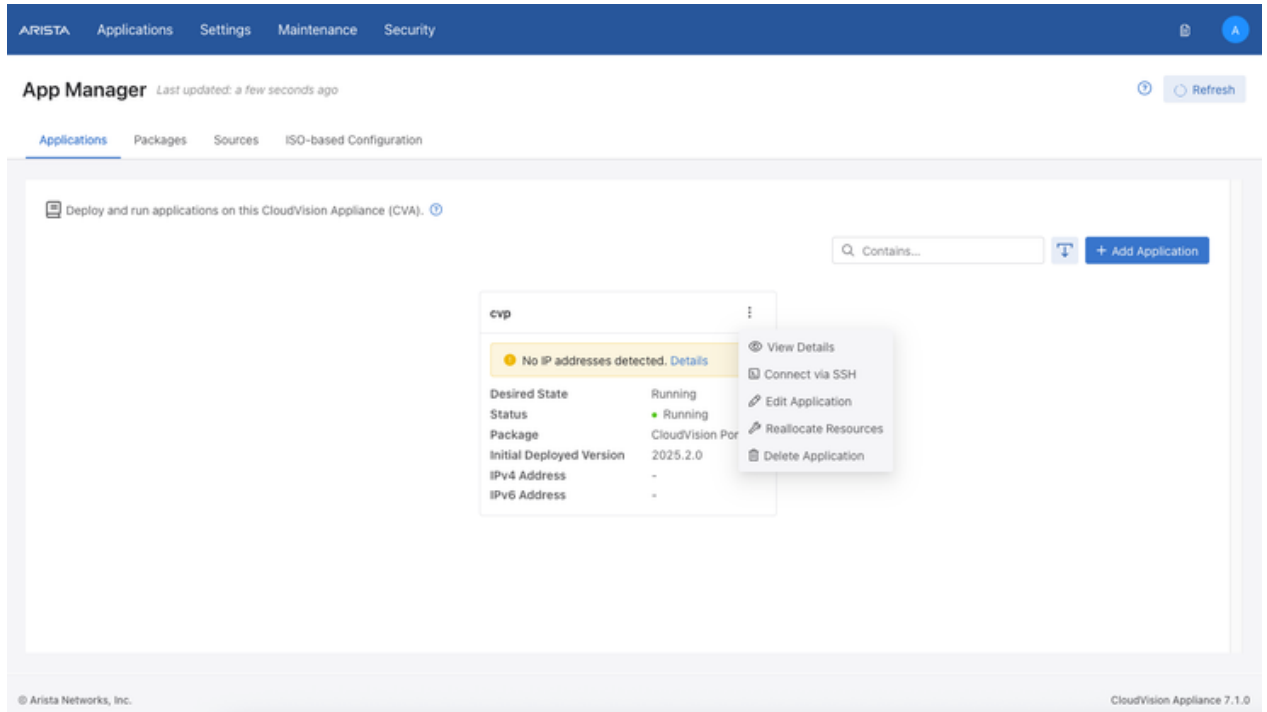 ARISTA Applications Settings Maintenance Security A
App Manager Last updated: a few seconds ago Refresh
Applications Packages Sources ISO-based Configuration
Deploy and run applications on this CloudVision Appliance (CVA).
Contains... + Add Application
cvp
No IP addresses detected. Details
Desired State Running
Status Running
Package CloudVision Por
Initial Deployed Version 2025.2.0
IPv4 Address -
IPv6 Address -
View Details
Connect via SSH
Edit Application
Reallocate Resources
Delete Application
© Arista Networks, Inc. CloudVision Appliance 7.1.0